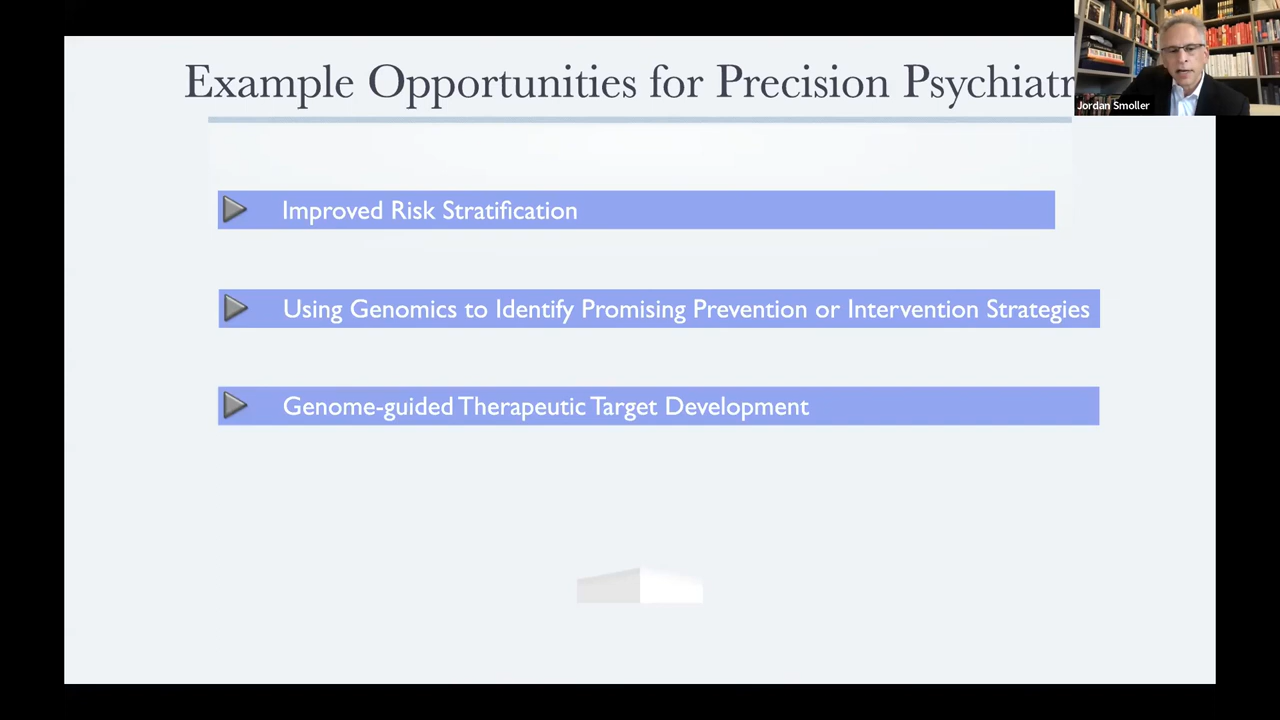 Example Opportunities for Precision Psychiatr
Jordan Smoller
Improved Risk Stratification
Using Genomics to Identify Promising Prevention or Intervention Strategies
Genome-guided Therapeutic Target Development